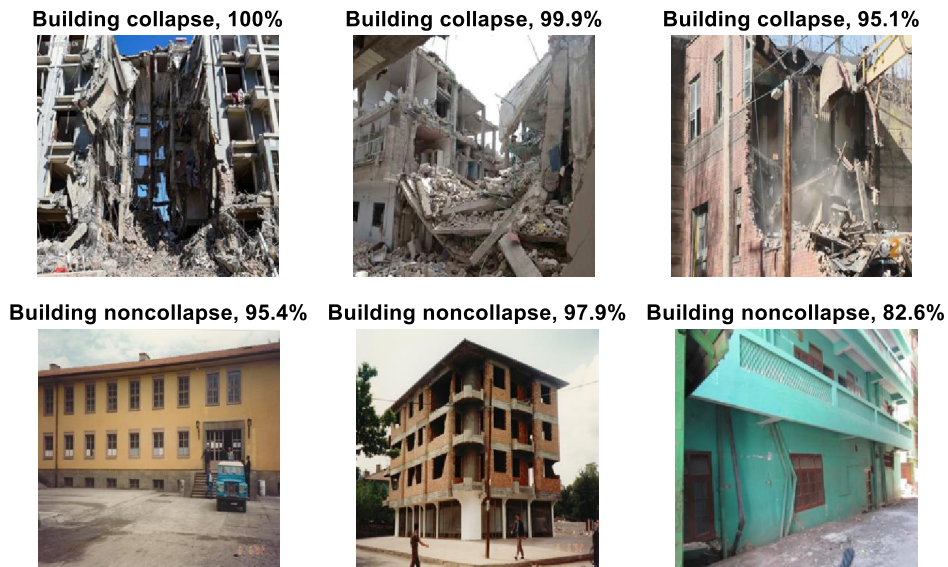 Building collapse, 100%
Building collapse, 99.9%
Building collapse, 95.1%
Building noncollapse, 95.4%
Building noncollapse, 97.9%
Building noncollapse, 82.6%